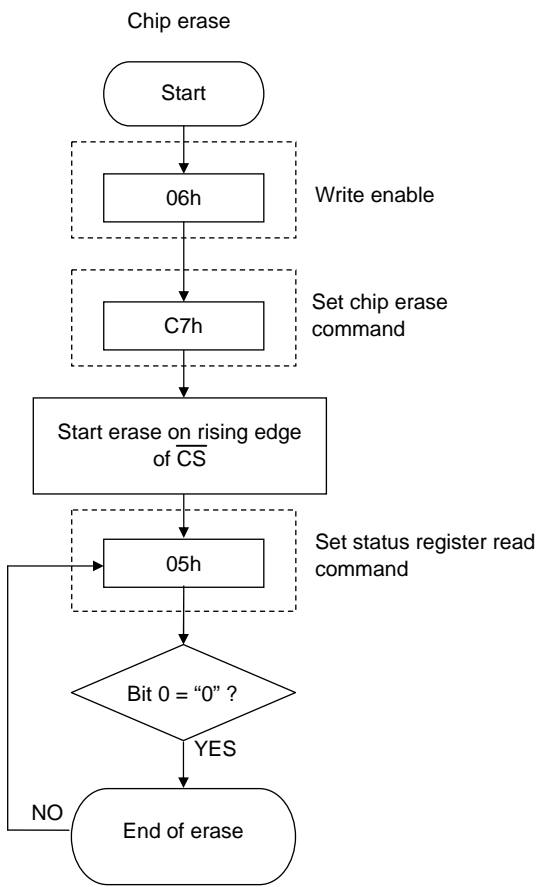 Chip erase
Start
06h
Write enable
C7h
Set chip erase
command
Start erase on rising edge
of C̅S̅
05h
Set status register read
command
Bit 0 = “0” ?
YES
NO
End of erase